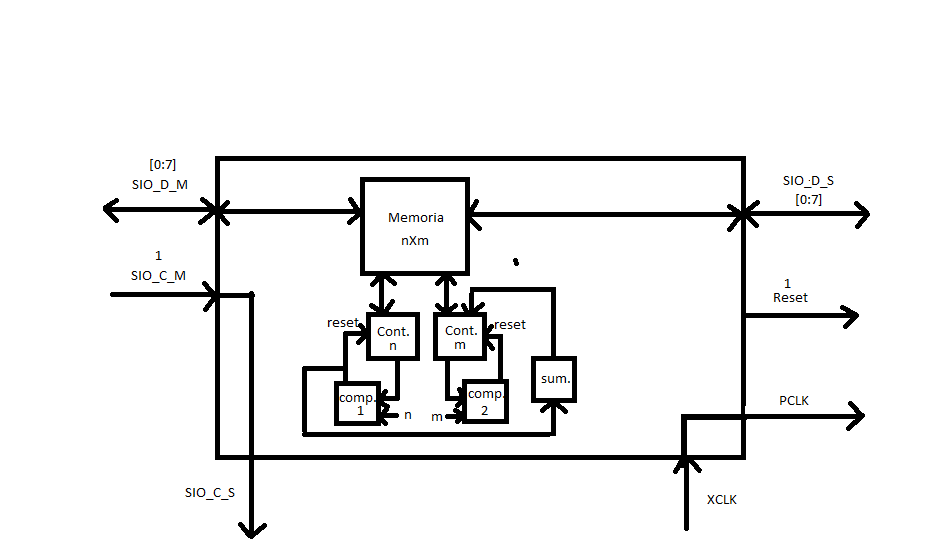 [0:7]
SIO_D_M
1
SIO_C_M
Memoria
nXm
SIO_D_S
[0:7]
1
Reset
reset
Cont.
n
Cont.
m
reset
comp.
1
n
m
comp.
2
sum.
PCLK
SIO_C_S
XCLK